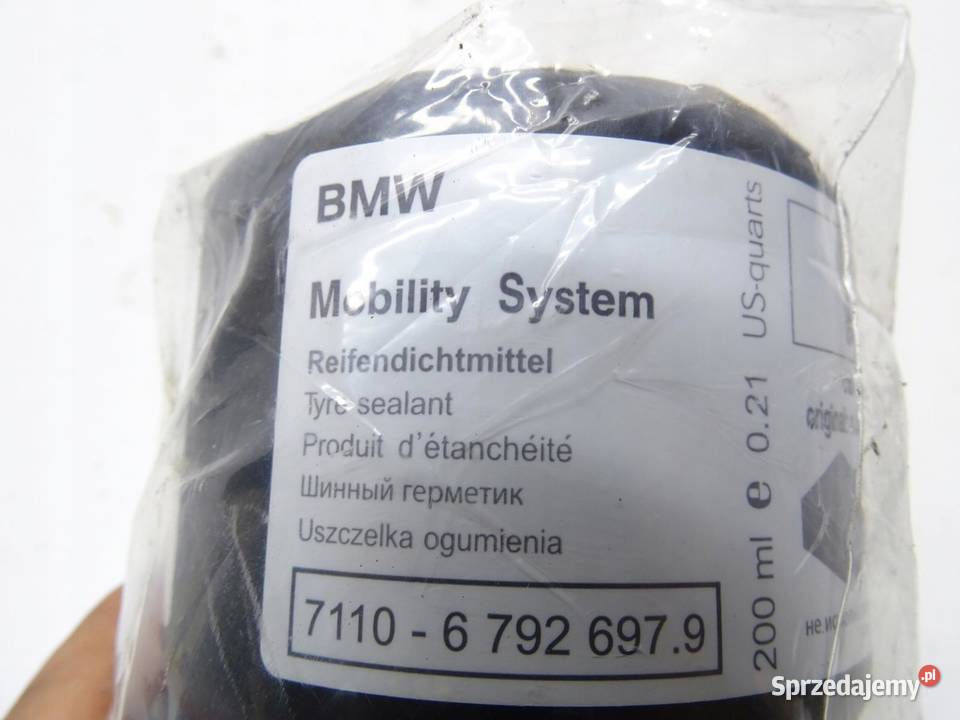 BMW
Mobility System
Reifendichtmittel
Tyre sealant
Produit d'étanchéité
Шинный герметик
Uszczelka ogumienia
7110 - 6 792 697.9
200 ml e 0.21 US-quarts
original
не
Sprzedajemy.pl